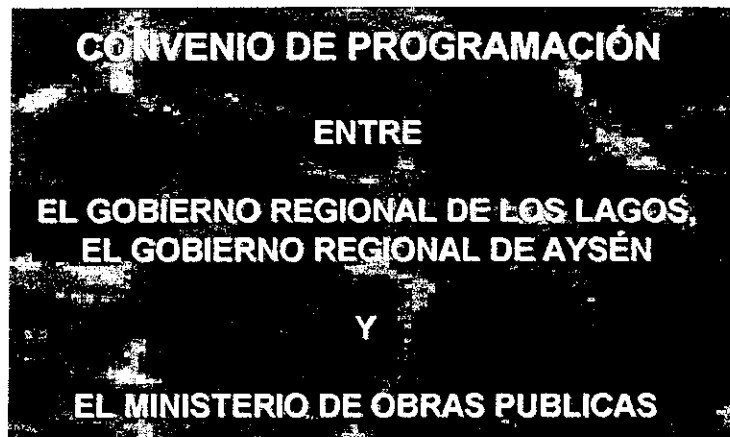 CONVENIO DE PROGRAMACIÓN
ENTRE
EL GOBIERNO REGIONAL DE LOS LAGOS,
EL GOBIERNO REGIONAL DE AYSÉN
Y
EL MINISTERIO DE OBRAS PUBLICAS